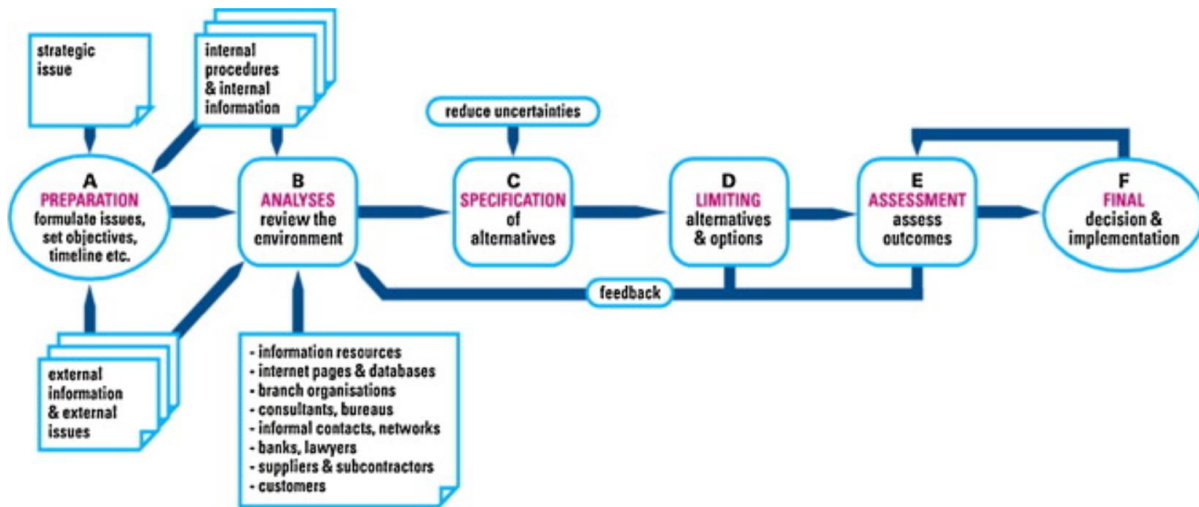 strategic
issue
internal
procedures
& internal
information
reduce uncertainties
A
PREPARATION
formulate issues,
set objectives,
timeline etc.
B
ANALYSES
review the
environment
C
SPECIFICATION
of
alternatives
D
LIMITING
alternatives
& options
E
ASSESSMENT
assess
outcomes
F
FINAL
decision &
implementation
feedback
external
information
& external
issues
- information resources
- internet pages & databases
- branch organisations
- consultants, bureaus
- informal contacts, networks
- banks, lawyers
- suppliers & subcontractors
- customers